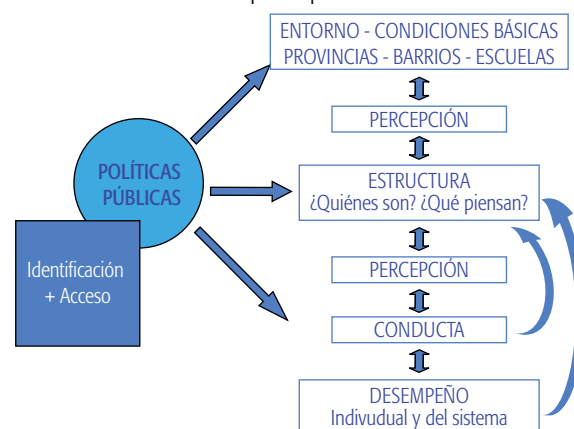 ENTORNO - CONDICIONES BÁSICAS
PROVINCIAS - BARRIOS - ESCUELAS
PERCEPCIÓN
POLÍTICAS
PÚBLICAS
ESTRUCTURA
¿Quiénes son? ¿Qué piensan?
Identificación
+ Acceso
PERCEPCIÓN
CONDUCTA
DESEMPEÑO
Indivudual y del sistema